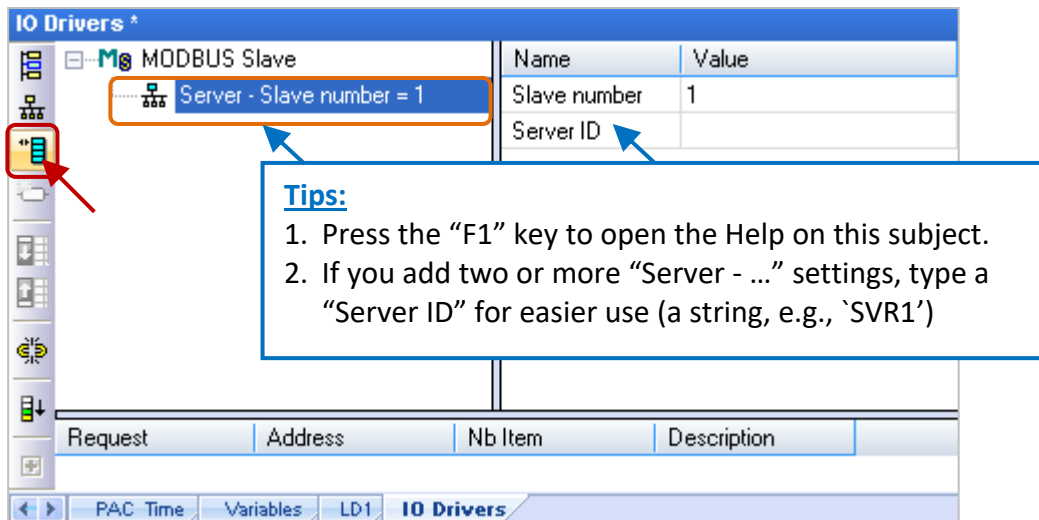 IO Drivers *
MODBUS Slave
Server - Slave number = 1
Name Value
Slave number 1
Server ID
Tips:
1. Press the “F1” key to open the Help on this subject.
2. If you add two or more “Server - …” settings, type a
“Server ID” for easier use (a string, e.g., `SVR1’)
Request Address Nb Item Description
PAC Time Variables LD1 IO Drivers